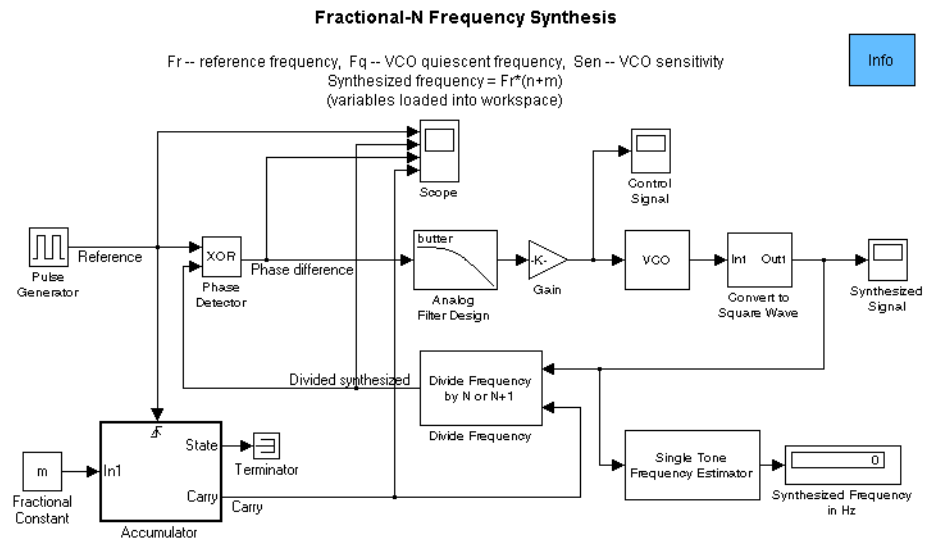 Fractional-N Frequency Synthesis
Fr -- reference frequency, Fq -- VCO quiescent frequency, Sen -- VCO sensitivity
Synthesized frequency = Fr*(n+m)
(variables loaded into workspace)
Info
Scope
Control
Signal
Pulse
Generator
Reference
XOR
Phase
Detector
Phase difference
butter
Analog
Filter Design
-K-
Gain
VCO
In1 Out1
Convert to
Square Wave
Synthesized
Signal
Divided synthesized
Divide Frequency
by N or N+1
Divide Frequency
m
Fractional
Constant
In1
State
Carry
Accumulator
Terminator
Carry
Single Tone
Frequency Estimator
0
Synthesized Frequency
in Hz